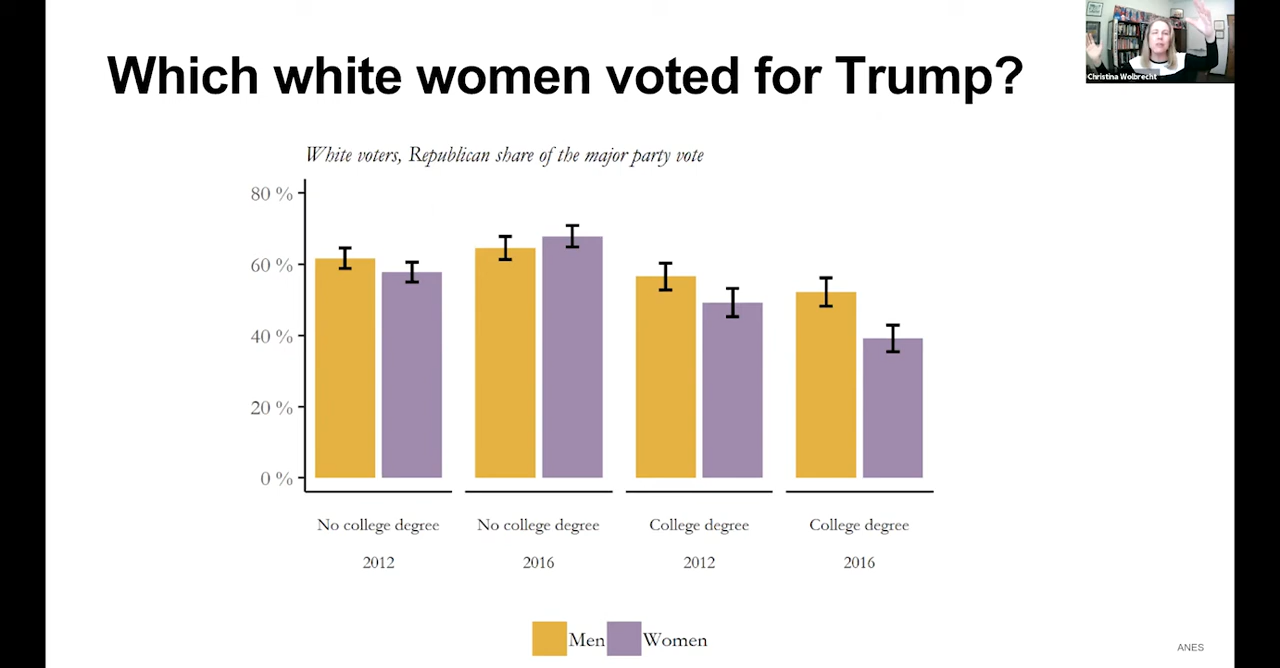 Which white women voted for Trump?
Christina Wolbrecht
White voters, Republican share of the major party vote
80 %
60 %
40 %
20 %
0 %
No college degree No college degree College degree College degree
2012 2016 2012 2016
Men Women
ANES